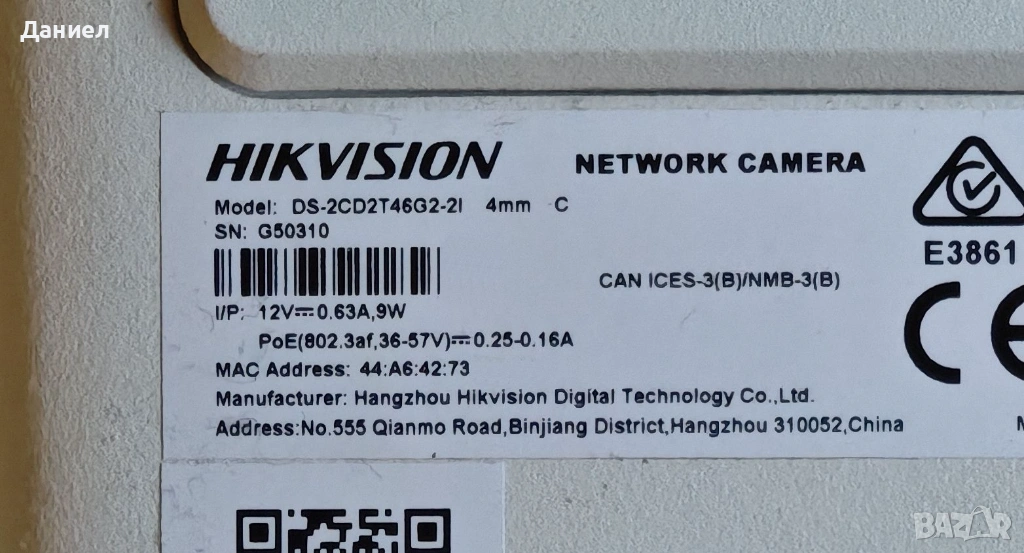 Даниел
HIKVISION NETWORK CAMERA
Model: DS-2CD2T46G2-2I 4mm C
SN: G50310
E3861
CAN ICES-3(B)/NMB-3(B)
I/P: 12V⎓0.63A,9W
PoE(802.3af,36-57V)⎓0.25-0.16A
MAC Address: 44:A6:42:73
Manufacturer: Hangzhou Hikvision Digital Technology Co.,Ltd.
Address:No.555 Qianmo Road,Binjiang District,Hangzhou 310052,China
CE
BAZAR